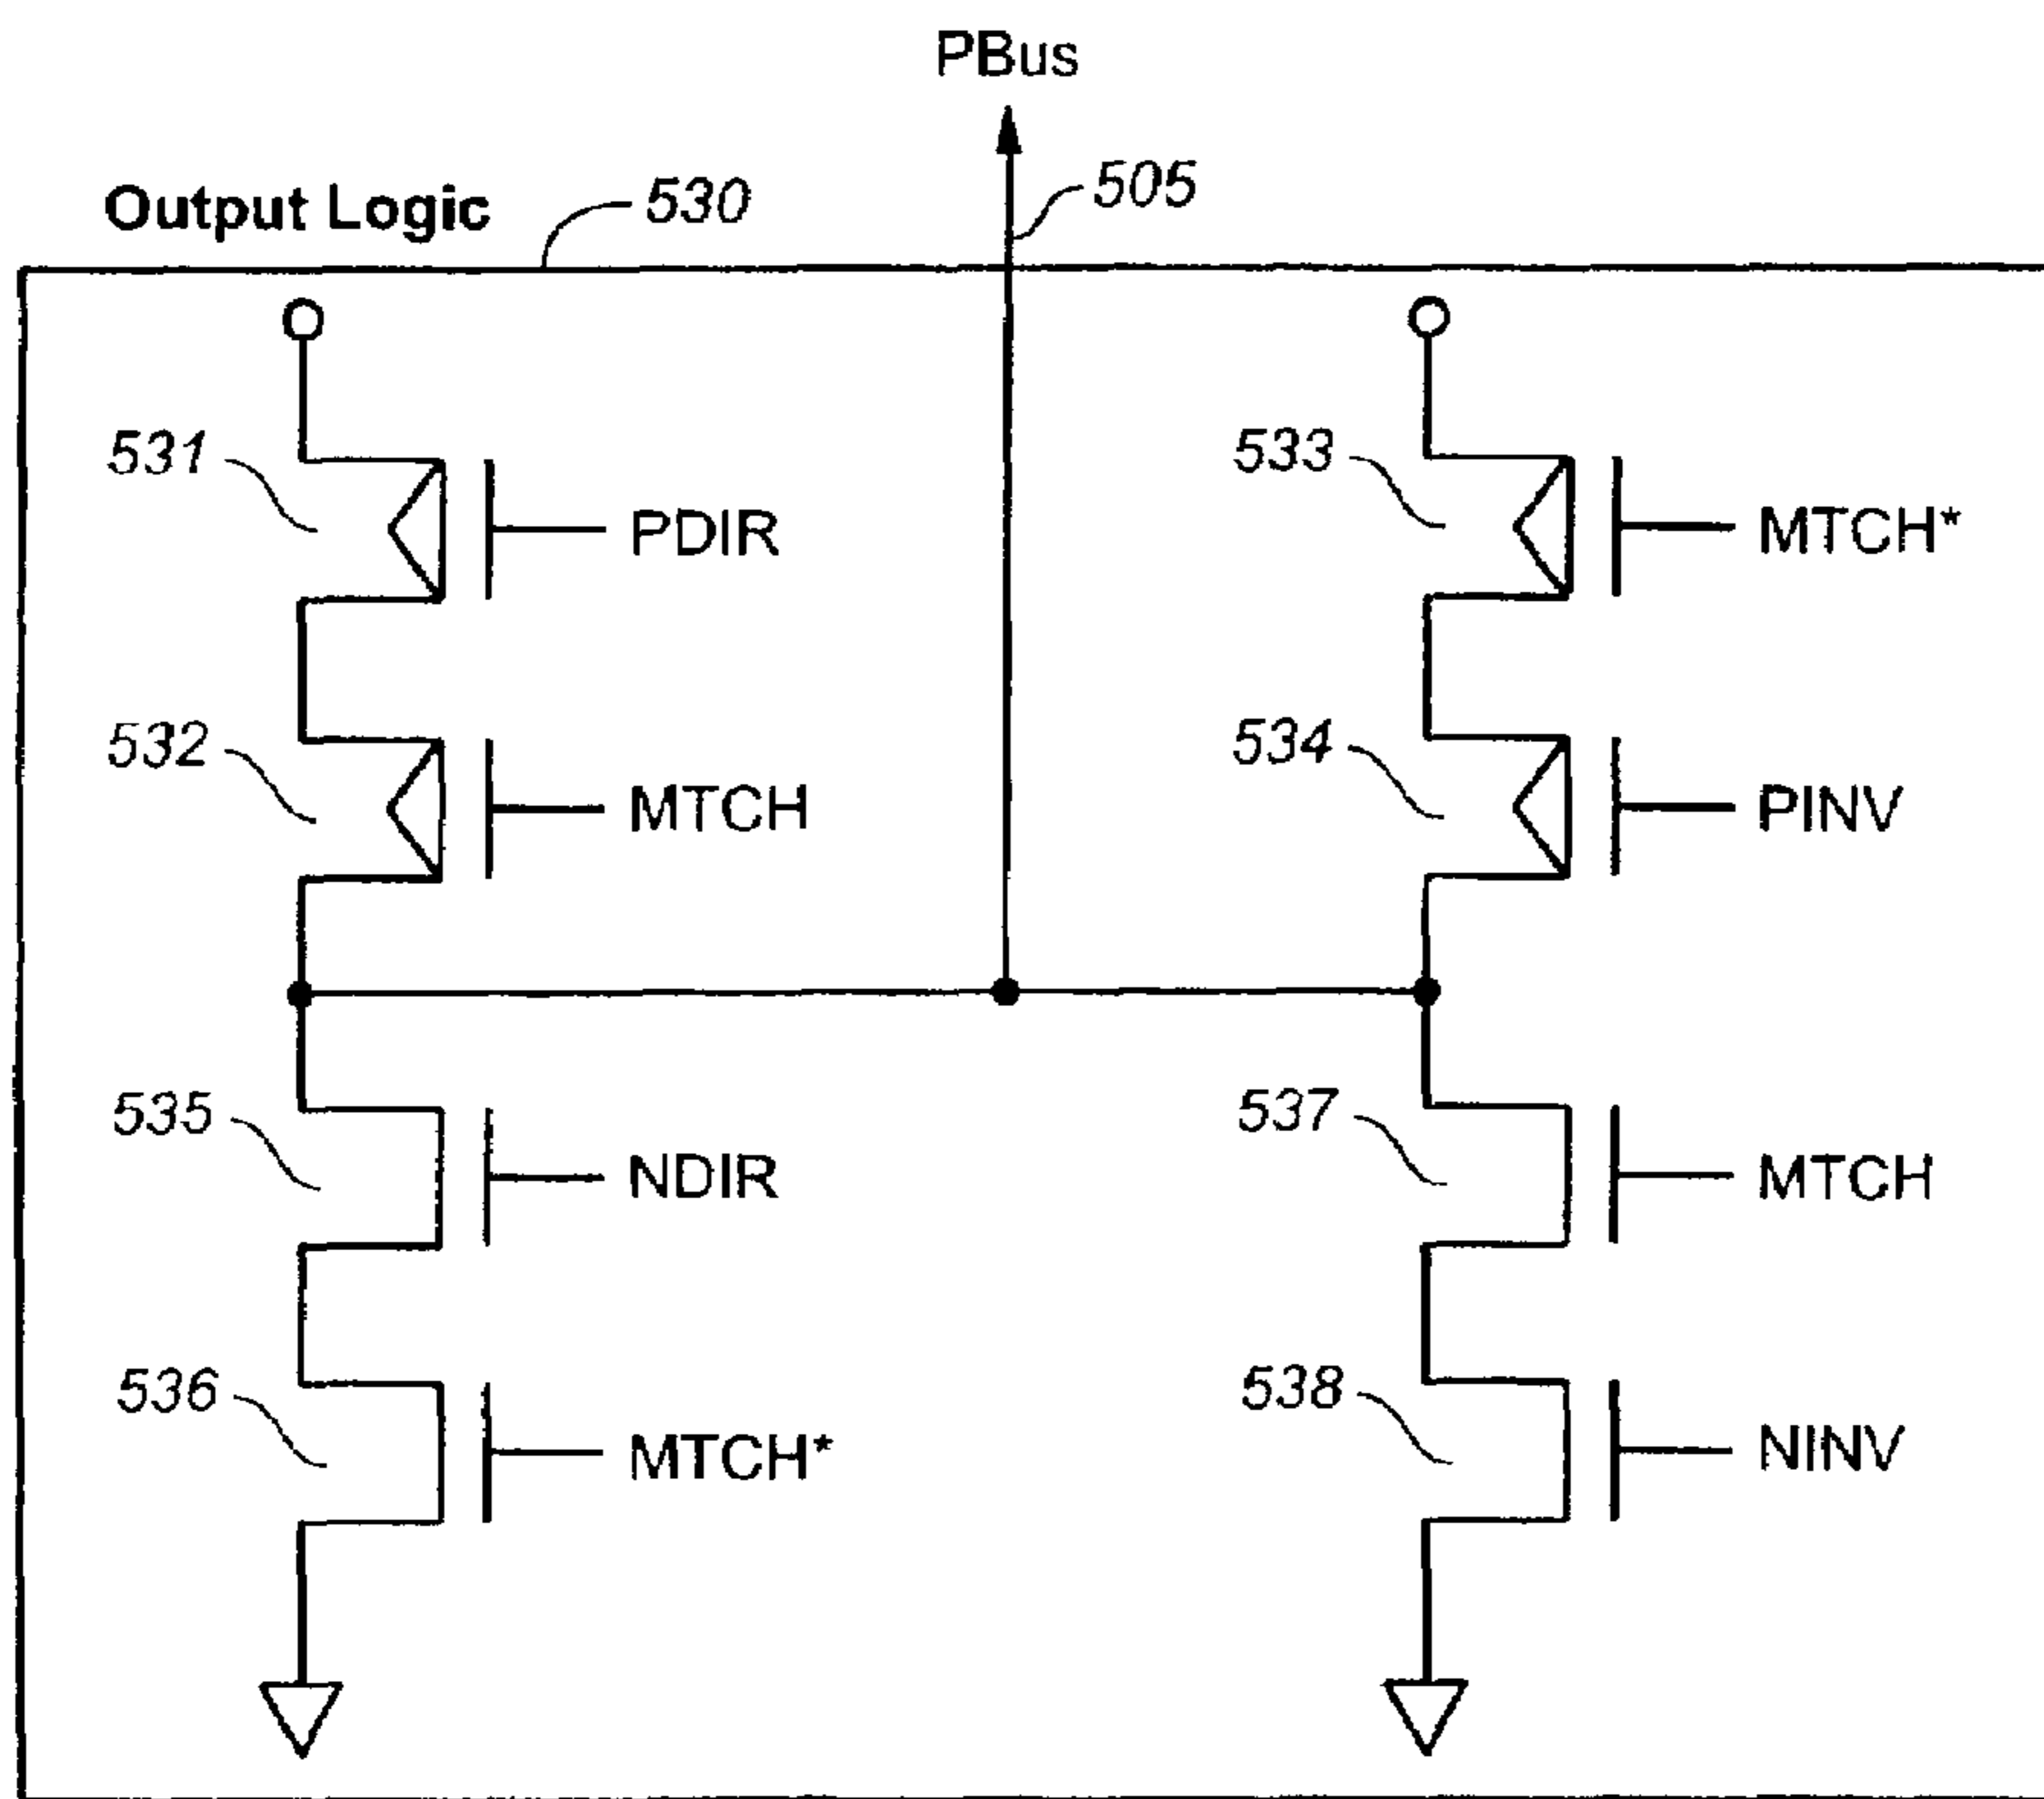 PBus
505
Output Logic
530
531
PDIR
533
MTCH*
532
MTCH
534
PINV
535
NDIR
537
MTCH
536
MTCH*
538
NINV